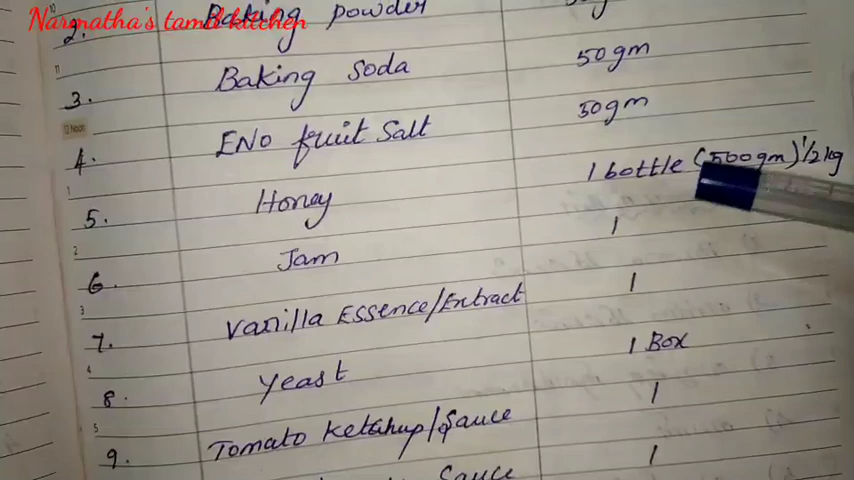 Narmatha's tamil kitchen
2. Baking powder
3. Baking Soda 50gm
4. ENO fruit Salt 50gm
5. Honey 1 bottle (500gm) 1/2 kg
6. Jam 1
7. Vanilla Essence/Extract 1
8. Yeast 1 Box
9. Tomato Ketchup/Sauce 1
Sauce 1